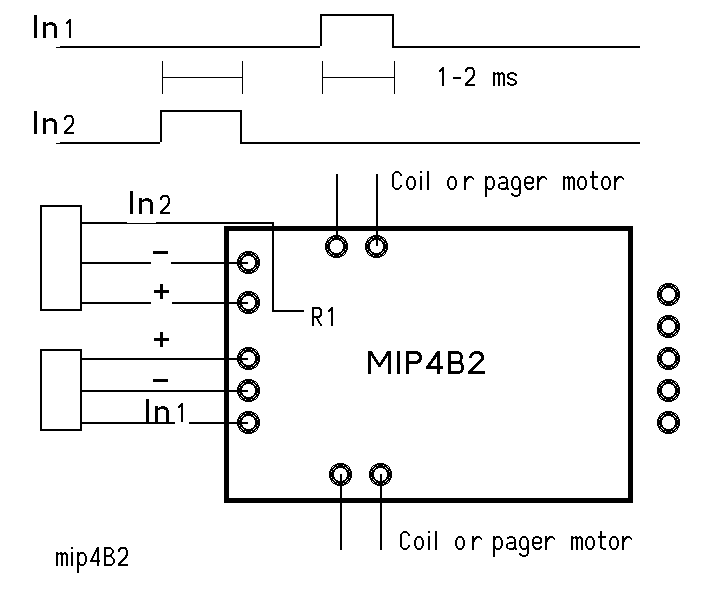 In1
1-2 ms
In2
Coil or pager motor
In2
-
+
R1
+
MIP4B2
-
In1
Coil or pager motor
mip4B2